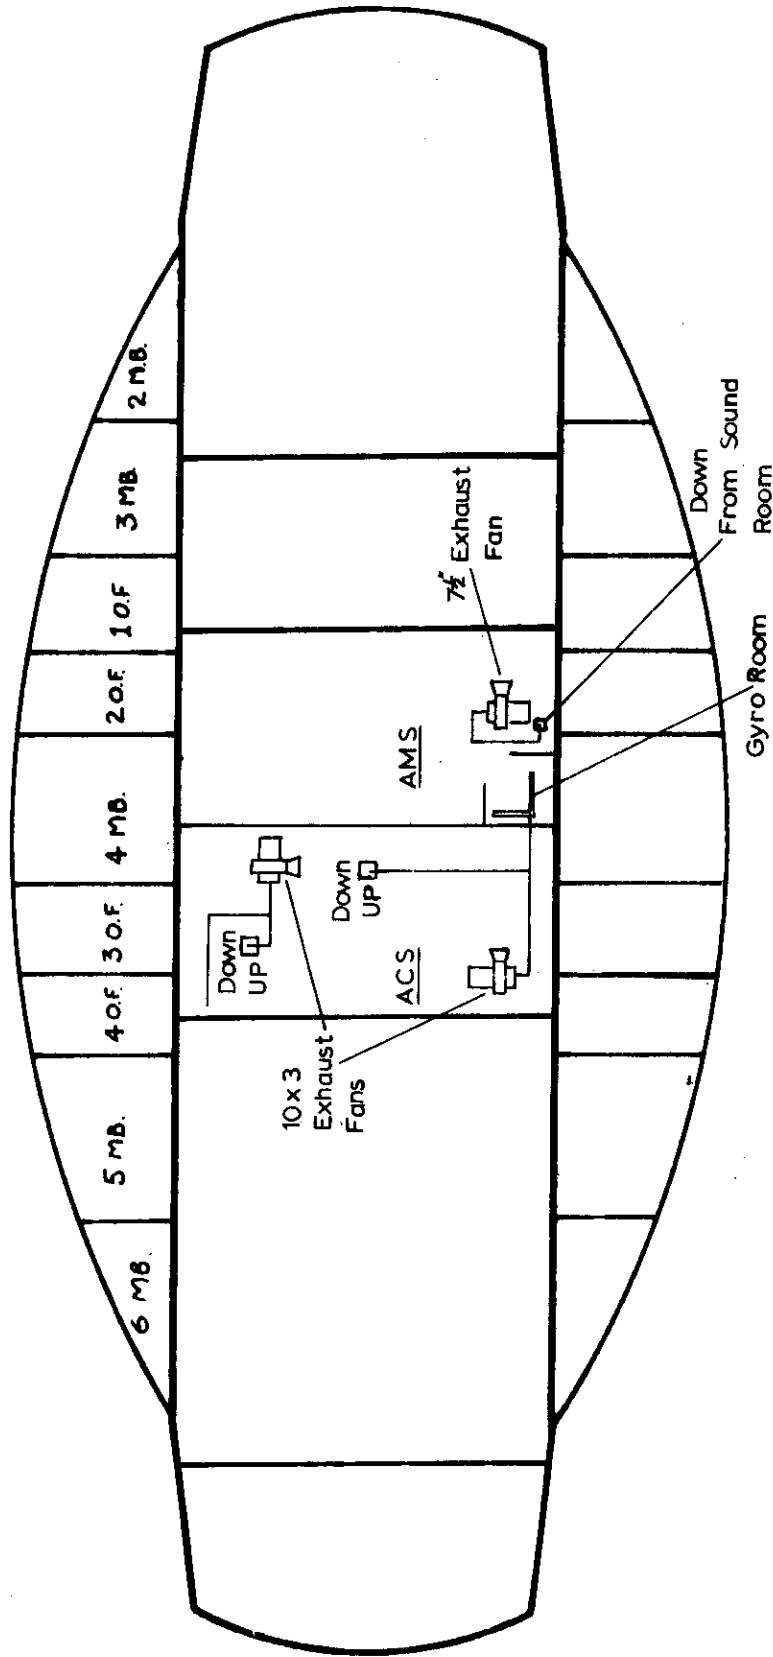 6 MB.
5 MB.
4 O.F.
3 O.F.
4 MB.
2 O.F.
1 O.F
3 MB.
2 M.B.
Down
UP
Down
UP
ACS
AMS
10 x 3
Exhaust
Fans
7½" Exhaust
Fan
Down
From Sound
Room
Gyro Room